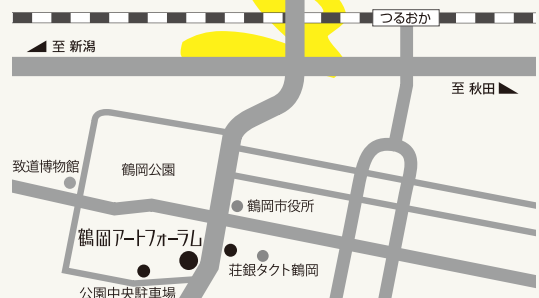 つるおか
至 新潟
至 秋田
致道博物館
鶴岡公園
鶴岡市役所
鶴岡アートフォーラム
荘銀タクト鶴岡
公園中央駐車場